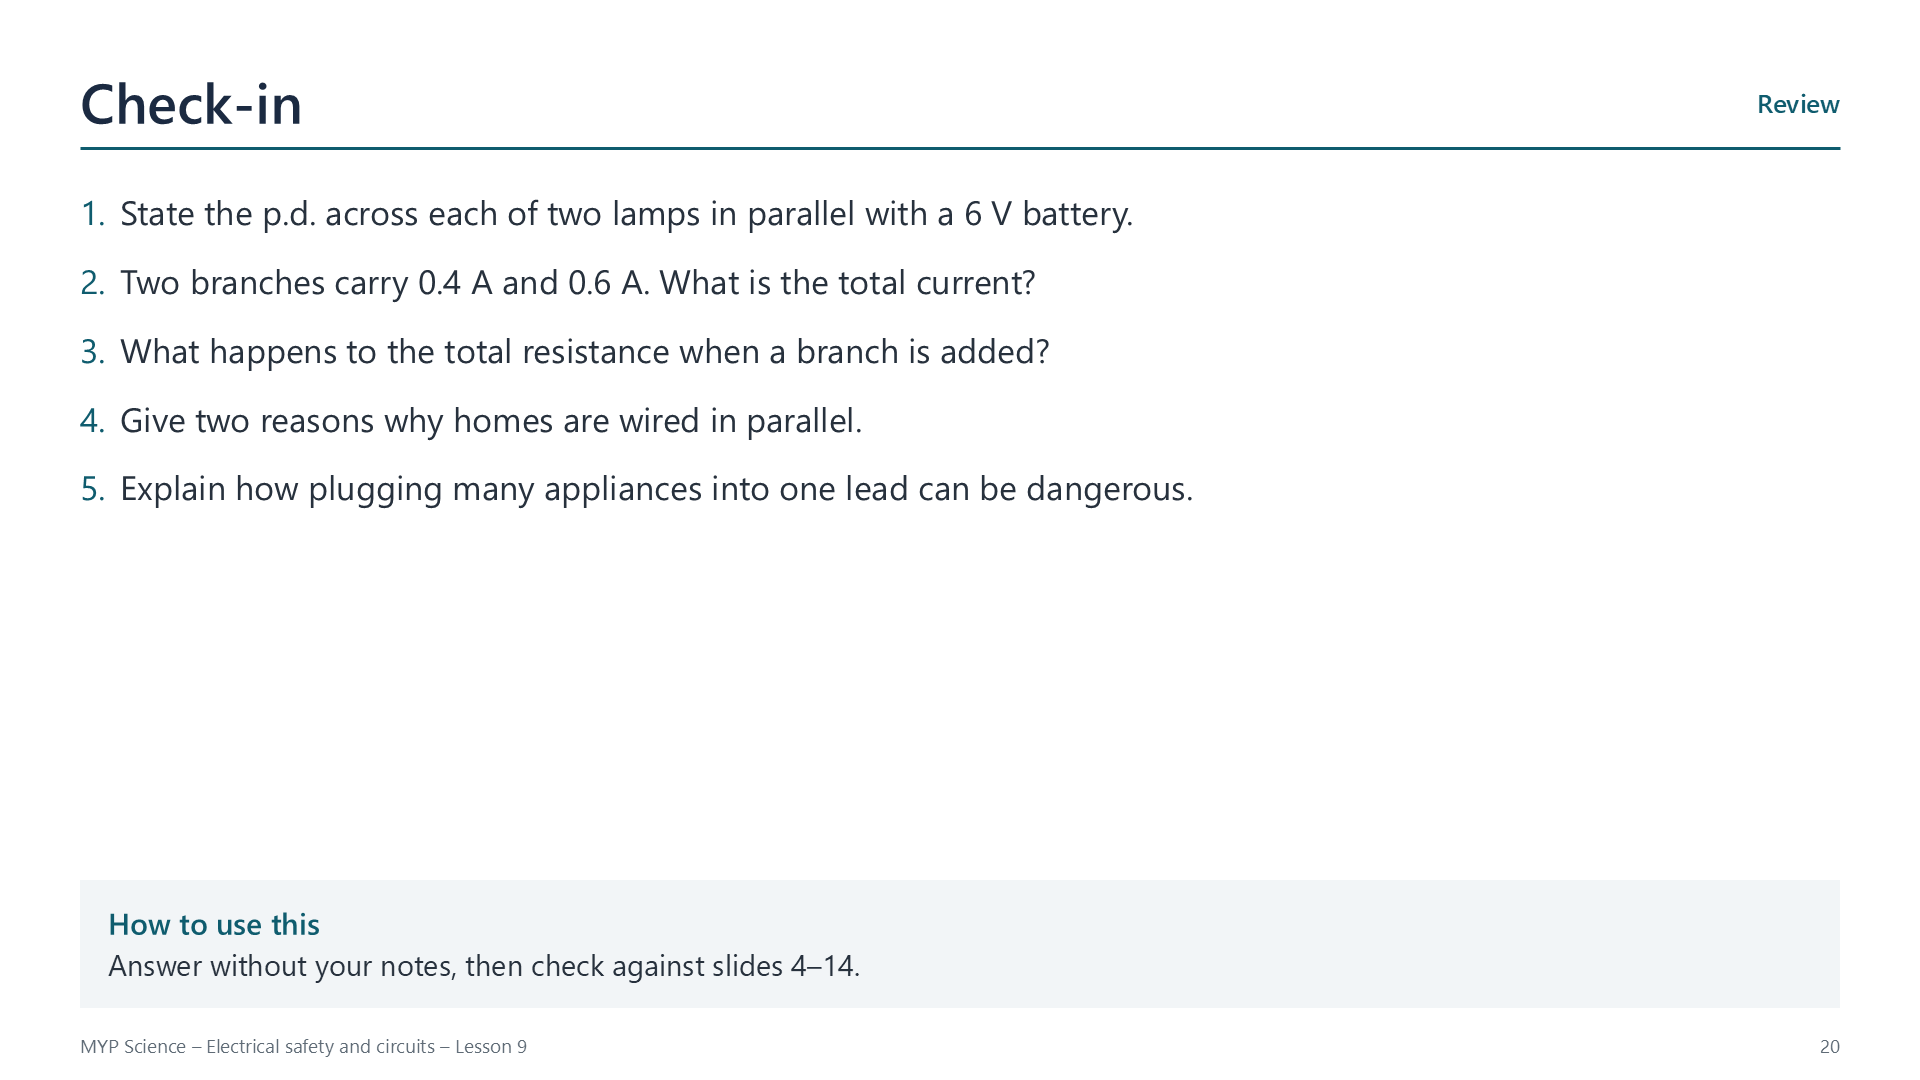 Check-in
Review
1. State the p.d. across each of two lamps in parallel with a 6 V battery.
2. Two branches carry 0.4 A and 0.6 A. What is the total current?
3. What happens to the total resistance when a branch is added?
4. Give two reasons why homes are wired in parallel.
5. Explain how plugging many appliances into one lead can be dangerous.
How to use this
Answer without your notes, then check against slides 4–14.
MYP Science – Electrical safety and circuits – Lesson 9
20